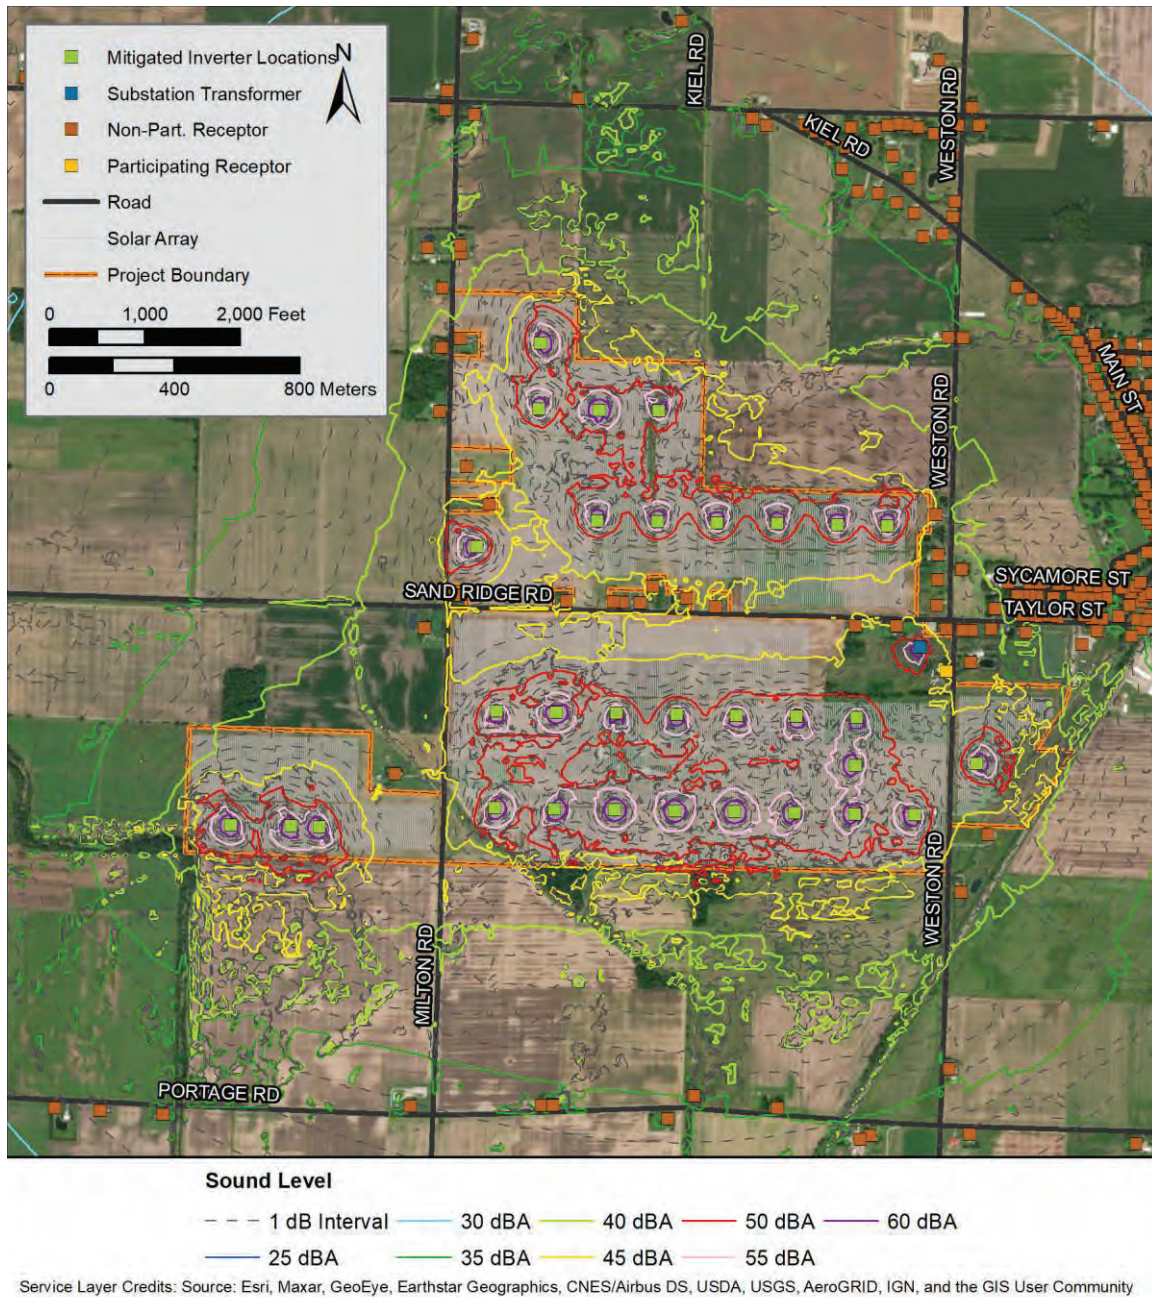 Mitigated Inverter Locations
N
Substation Transformer
Non-Part. Receptor
Participating Receptor
Road
Solar Array
Project Boundary
0 1,000 2,000 Feet
0 400 800 Meters
KIEL RD
KIEL RD
WESTON RD
MAIN ST
WESTON RD
SAND RIDGE RD
SYCAMORE ST
TAYLOR ST
WESTON RD
MILTON RD
PORTAGE RD
Sound Level
1 dB Interval 30 dBA 40 dBA 50 dBA 60 dBA
25 dBA 35 dBA 45 dBA 55 dBA
Service Layer Credits: Source: Esri, Maxar, GeoEye, Earthstar Geographics, CNES/Airbus DS, USDA, USGS, AeroGRID, IGN, and the GIS User Community